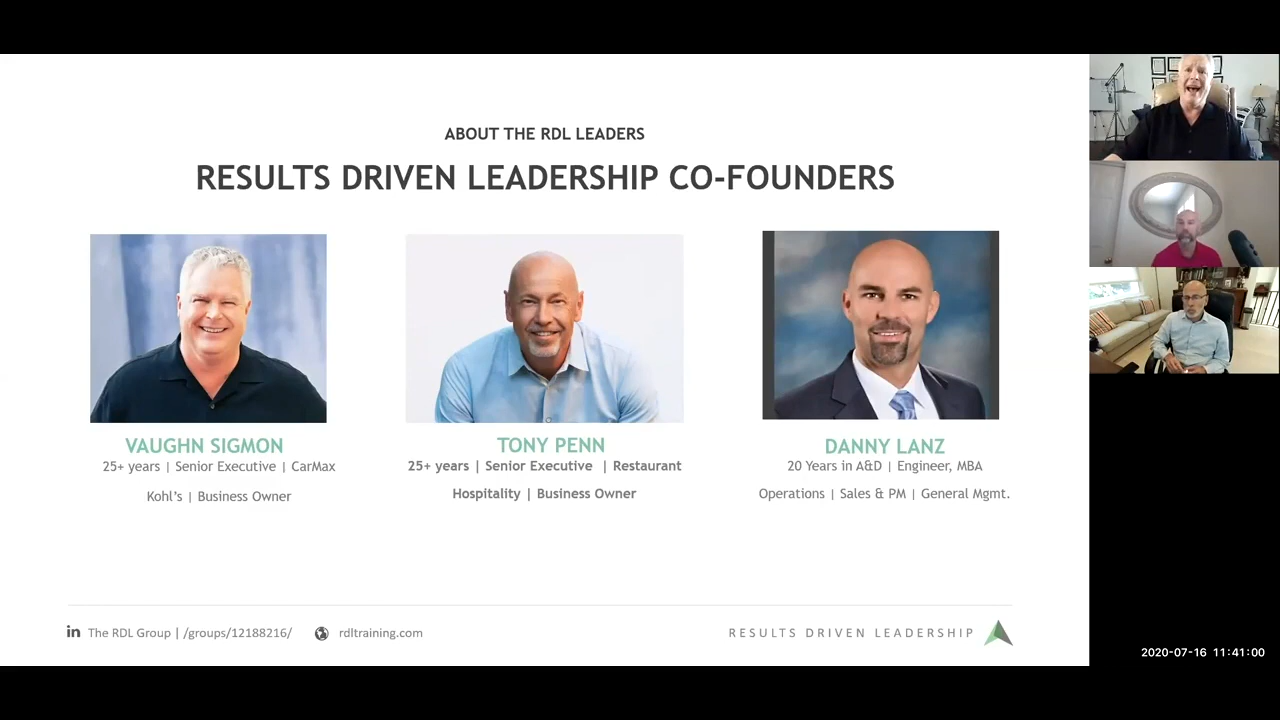 ABOUT THE RDL LEADERS
RESULTS DRIVEN LEADERSHIP CO-FOUNDERS
VAUGHN SIGMON
25+ years | Senior Executive | CarMax
Kohl's | Business Owner
TONY PENN
25+ years | Senior Executive | Restaurant
Hospitality | Business Owner
DANNY LANZ
20 Years in A&D | Engineer, MBA
Operations | Sales & PM | General Mgmt.
in The RDL Group | /groups/12188216/ rdltraining.com
RESULTS DRIVEN LEADERSHIP
2020-07-16 11:41:00